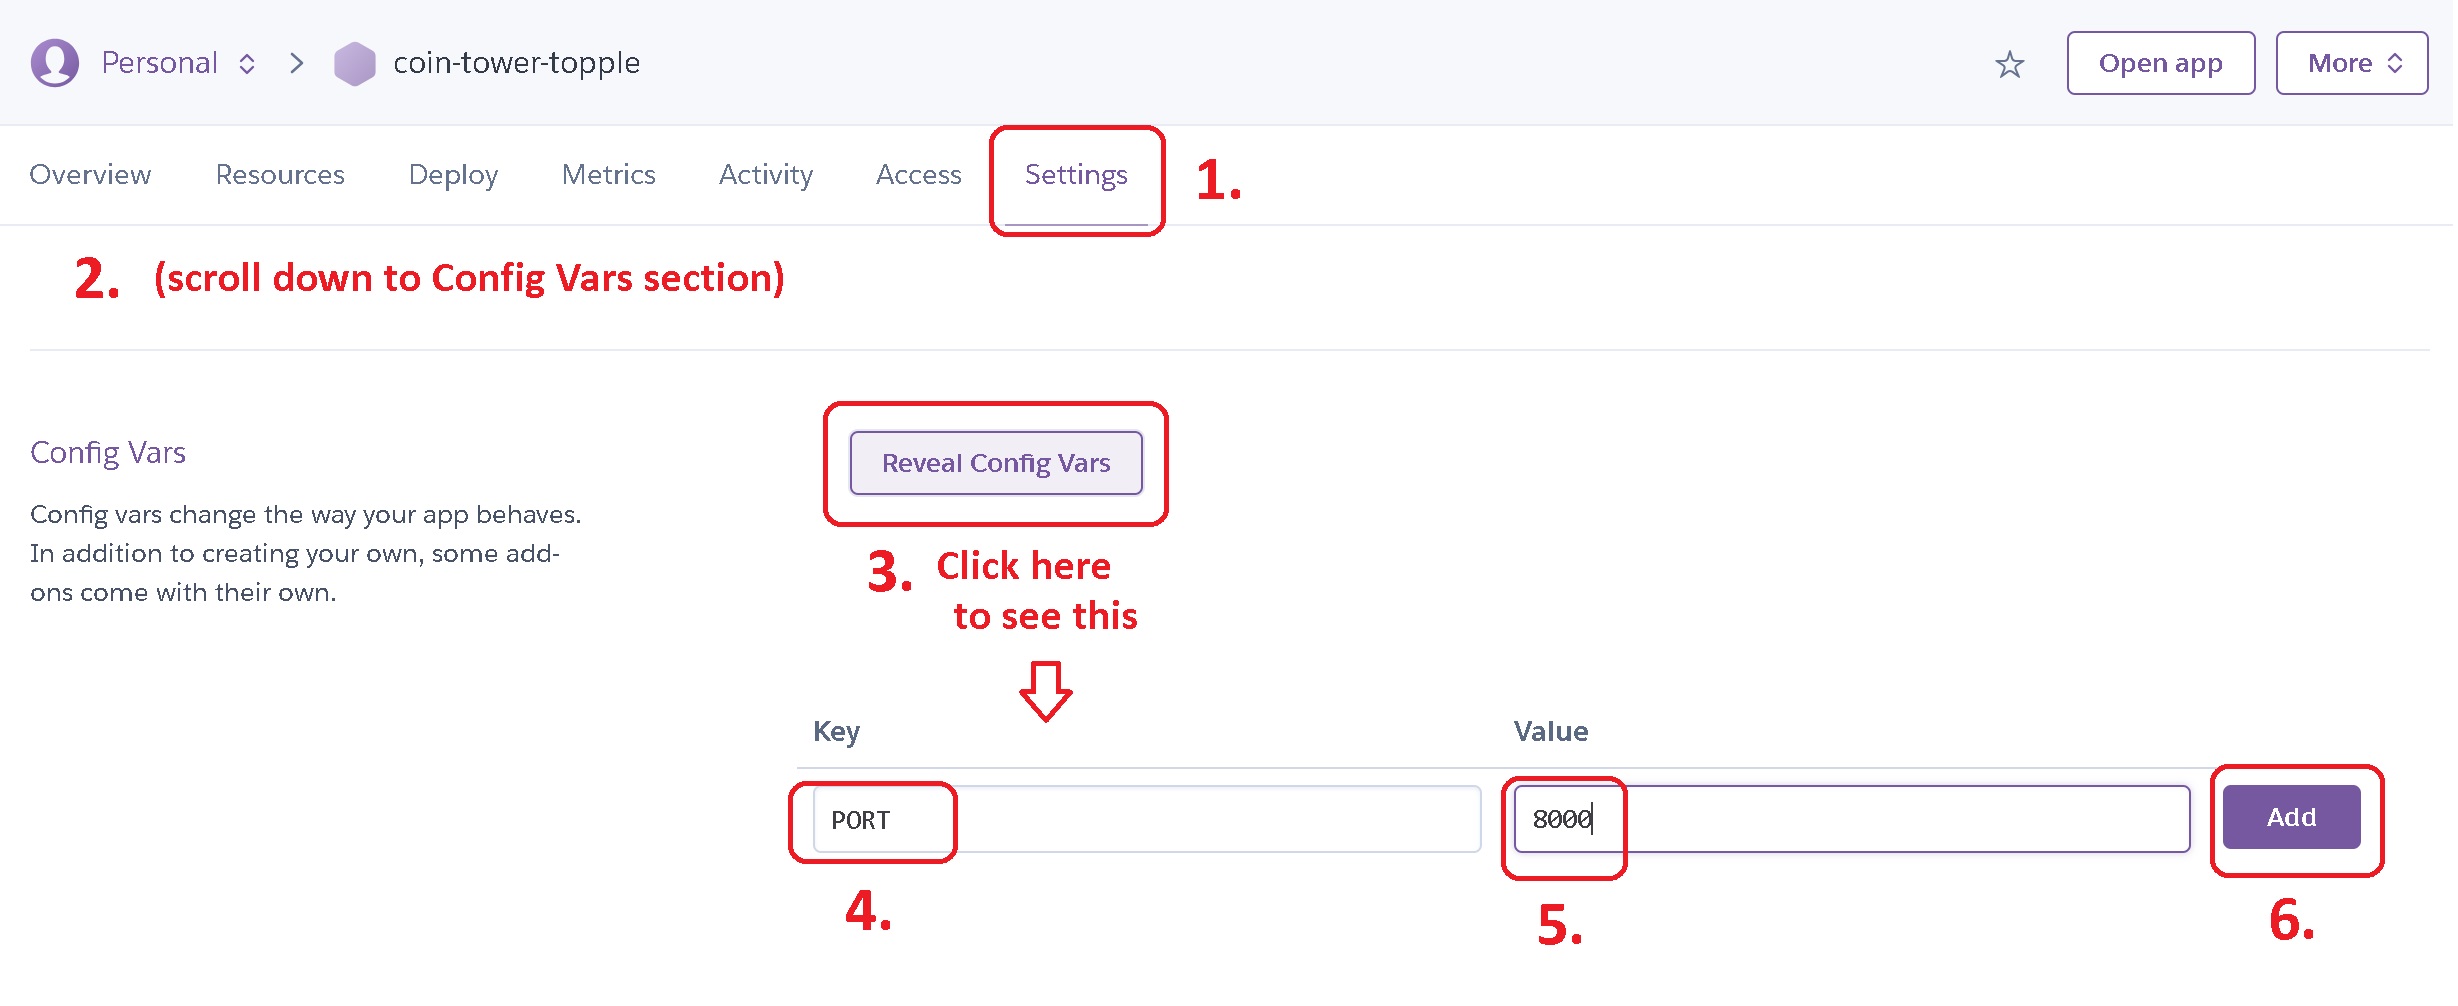 Personal
coin-tower-topple
Open app
More
Overview
Resources
Deploy
Metrics
Activity
Access
Settings
1.
2. (scroll down to Config Vars section)
Config Vars
Config vars change the way your app behaves.
In addition to creating your own, some add-
ons come with their own.
Reveal Config Vars
3. Click here
to see this
Key
Value
PORT
8000
Add
4.
5.
6.